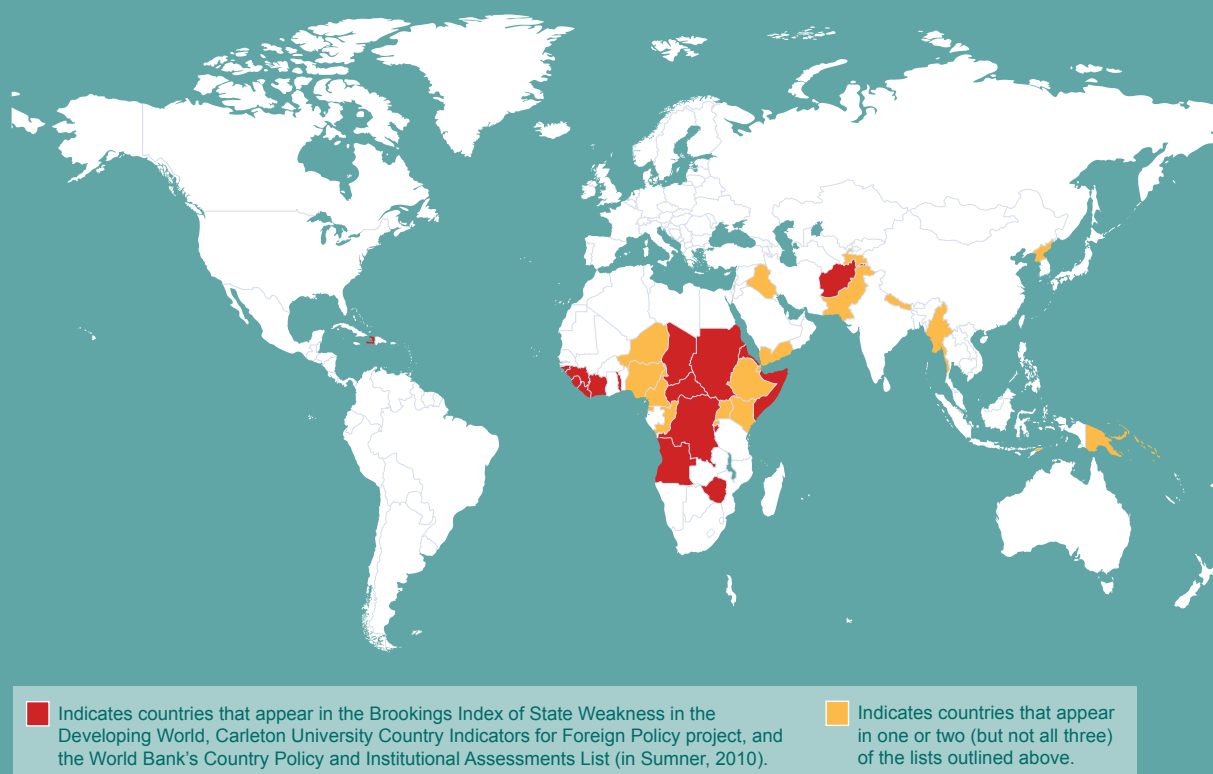 Indicates countries that appear in the Brookings Index of State Weakness in the
Developing World, Carleton University Country Indicators for Foreign Policy project, and
the World Bank's Country Policy and Institutional Assessments List (in Sumner, 2010).
Indicates countries that appear
in one or two (but not all three)
of the lists outlined above.